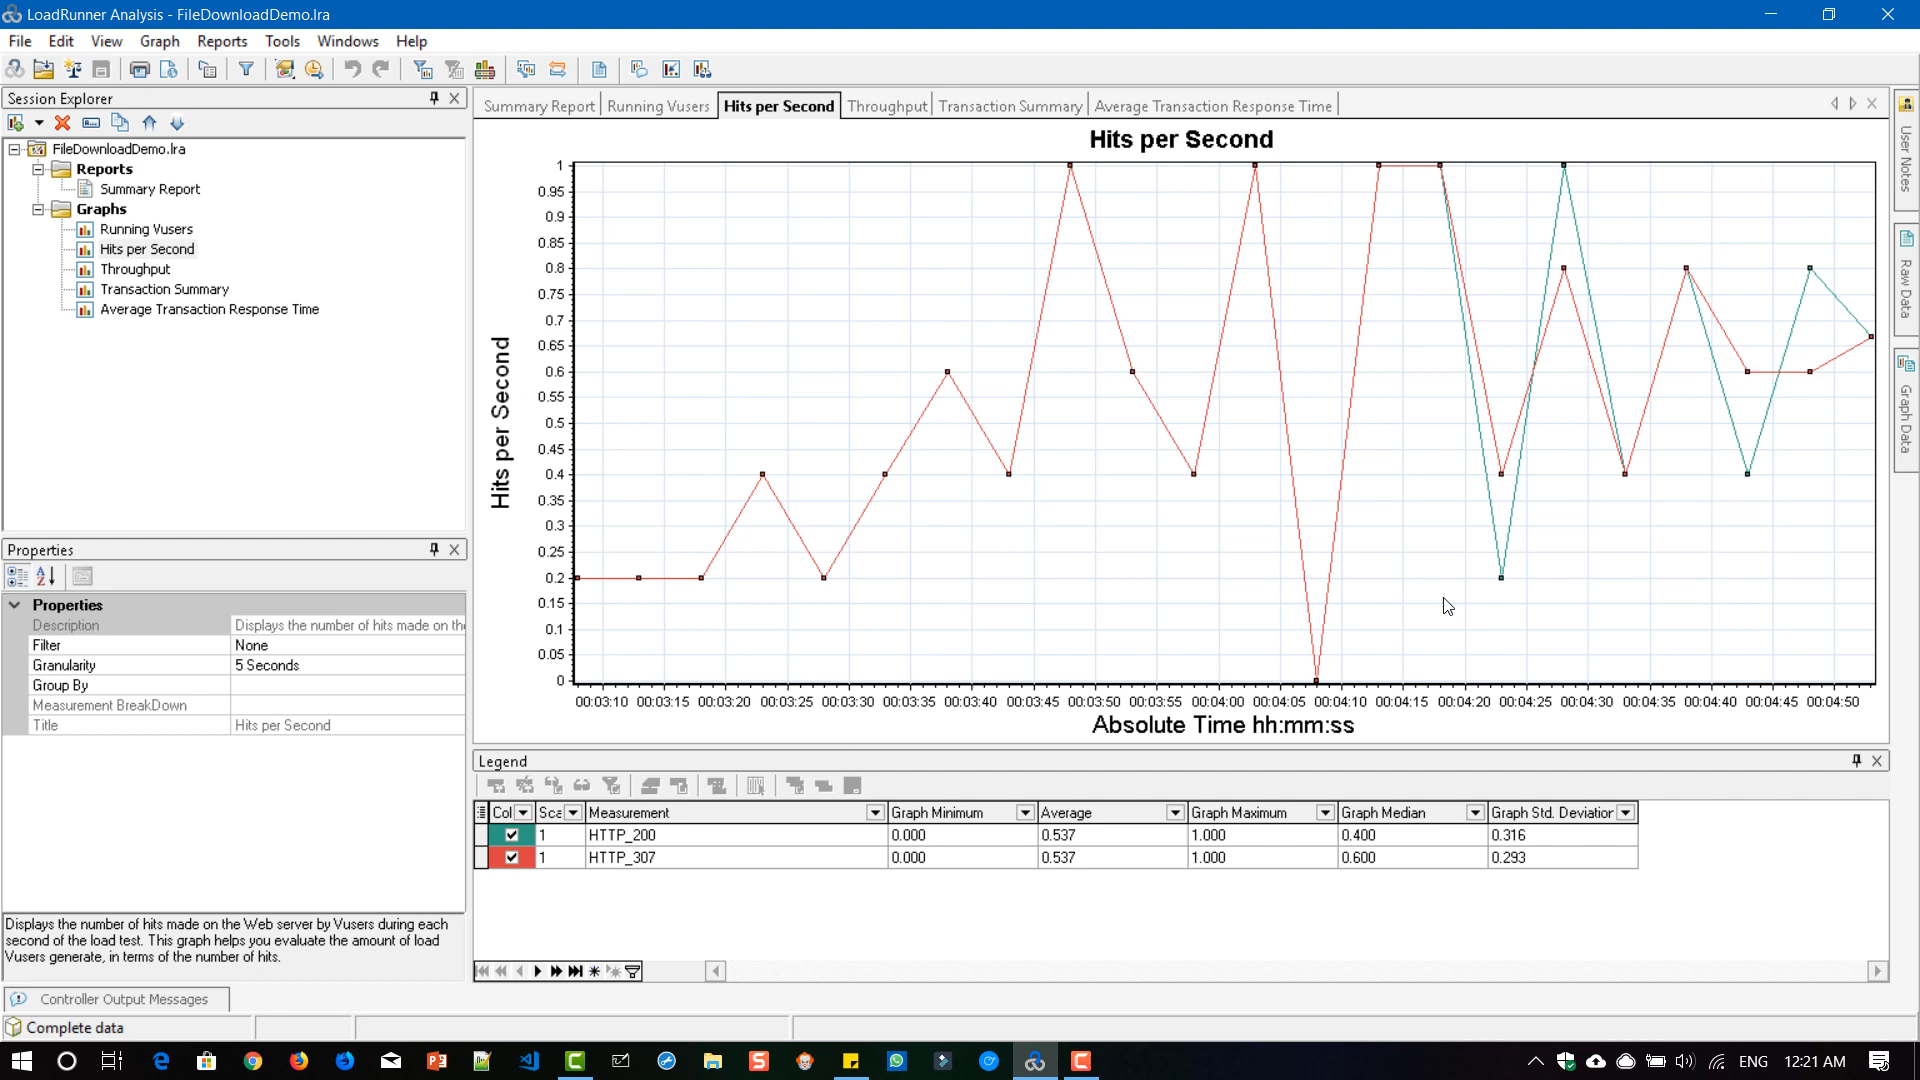 LoadRunner Analysis - FileDownloadDemo.lra
File Edit View Graph Reports Tools Windows Help
Session Explorer
FileDownloadDemo.lra
Reports
Summary Report
Graphs
Running Vusers
Hits per Second
Throughput
Transaction Summary
Average Transaction Response Time
Properties
Properties
Description Displays the number of hits made on the
Filter None
Granularity 5 Seconds
Group By
Measurement BreakDown
Title Hits per Second
Displays the number of hits made on the Web server by Vusers during each
second of the load test. This graph helps you evaluate the amount of load
Vusers generate, in terms of the number of hits.
Summary Report Running Vusers Hits per Second Throughput Transaction Summary Average Transaction Response Time
Hits per Second
Hits per Second
1
0.95
0.9
0.85
0.8
0.75
0.7
0.65
0.6
0.55
0.5
0.45
0.4
0.35
0.3
0.25
0.2
0.15
0.1
0.05
0
00:03:10 00:03:15 00:03:20 00:03:25 00:03:30 00:03:35 00:03:40 00:03:45 00:03:50 00:03:55 00:04:00 00:04:05 00:04:10 00:04:15 00:04:20 00:04:25 00:04:30 00:04:35 00:04:40 00:04:45 00:04:50
Absolute Time hh:mm:ss
User Notes
Raw Data
Graph Data
Legend
Col Sca Measurement Graph Minimum Average Graph Maximum Graph Median Graph Std. Deviation
1 HTTP_200 0.000 0.537 1.000 0.400 0.316
1 HTTP_307 0.000 0.537 1.000 0.600 0.293
Controller Output Messages
Complete data
ENG 12:21 AM